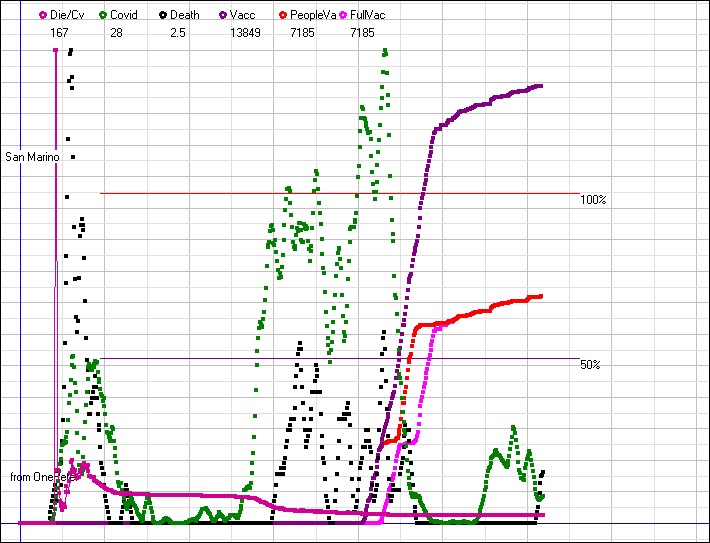 Die/Cv Covid Death Vacc PeopleVa FullVac
167 28 2.5 13849 7185 7185
San Marino
100%
50%
from One